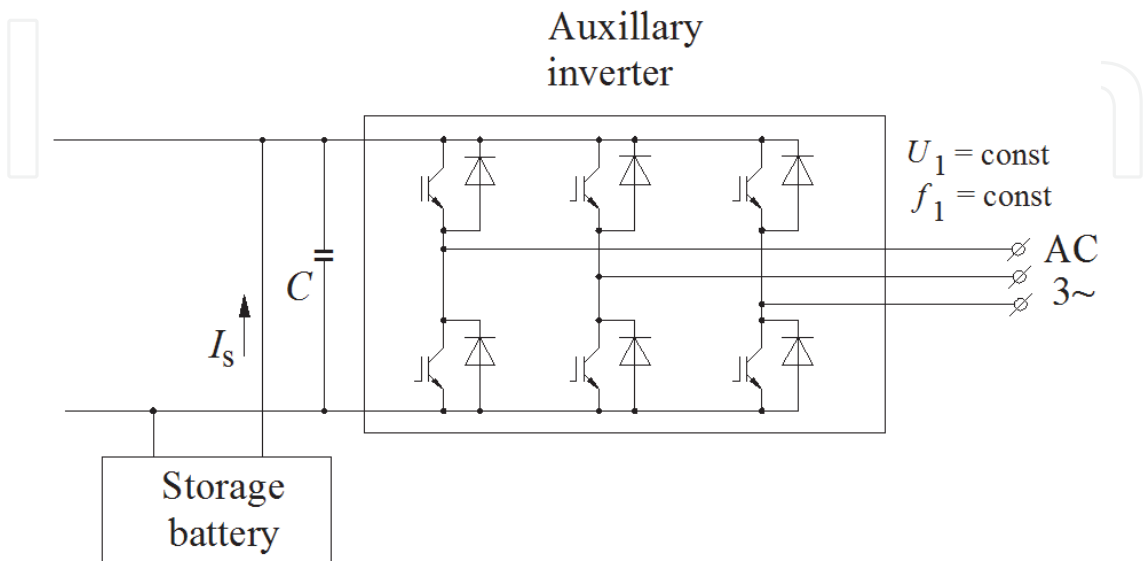 Auxillary
inverter
U1 = const
f1 = const
AC
3~
C
Is
Storage
battery